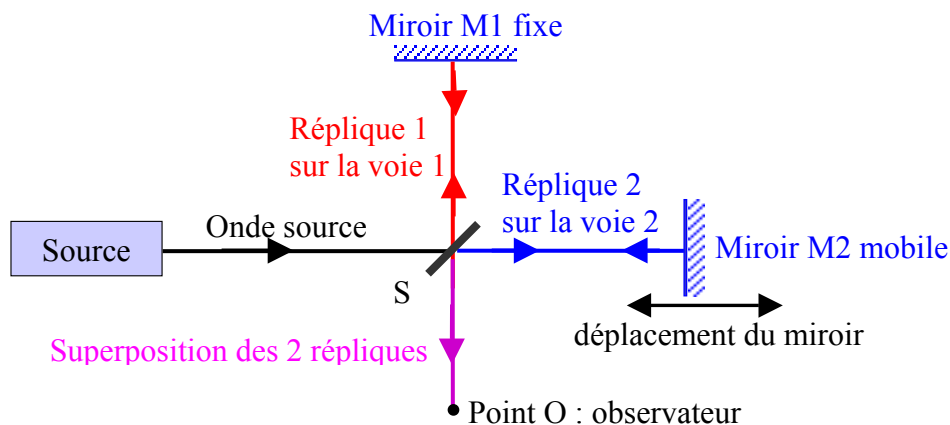 Miroir M1 fixe
Réplique 1
sur la voie 1
Réplique 2
sur la voie 2
Onde source
Source
Miroir M2 mobile
S
déplacement du miroir
Superposition des 2 répliques
Point O : observateur